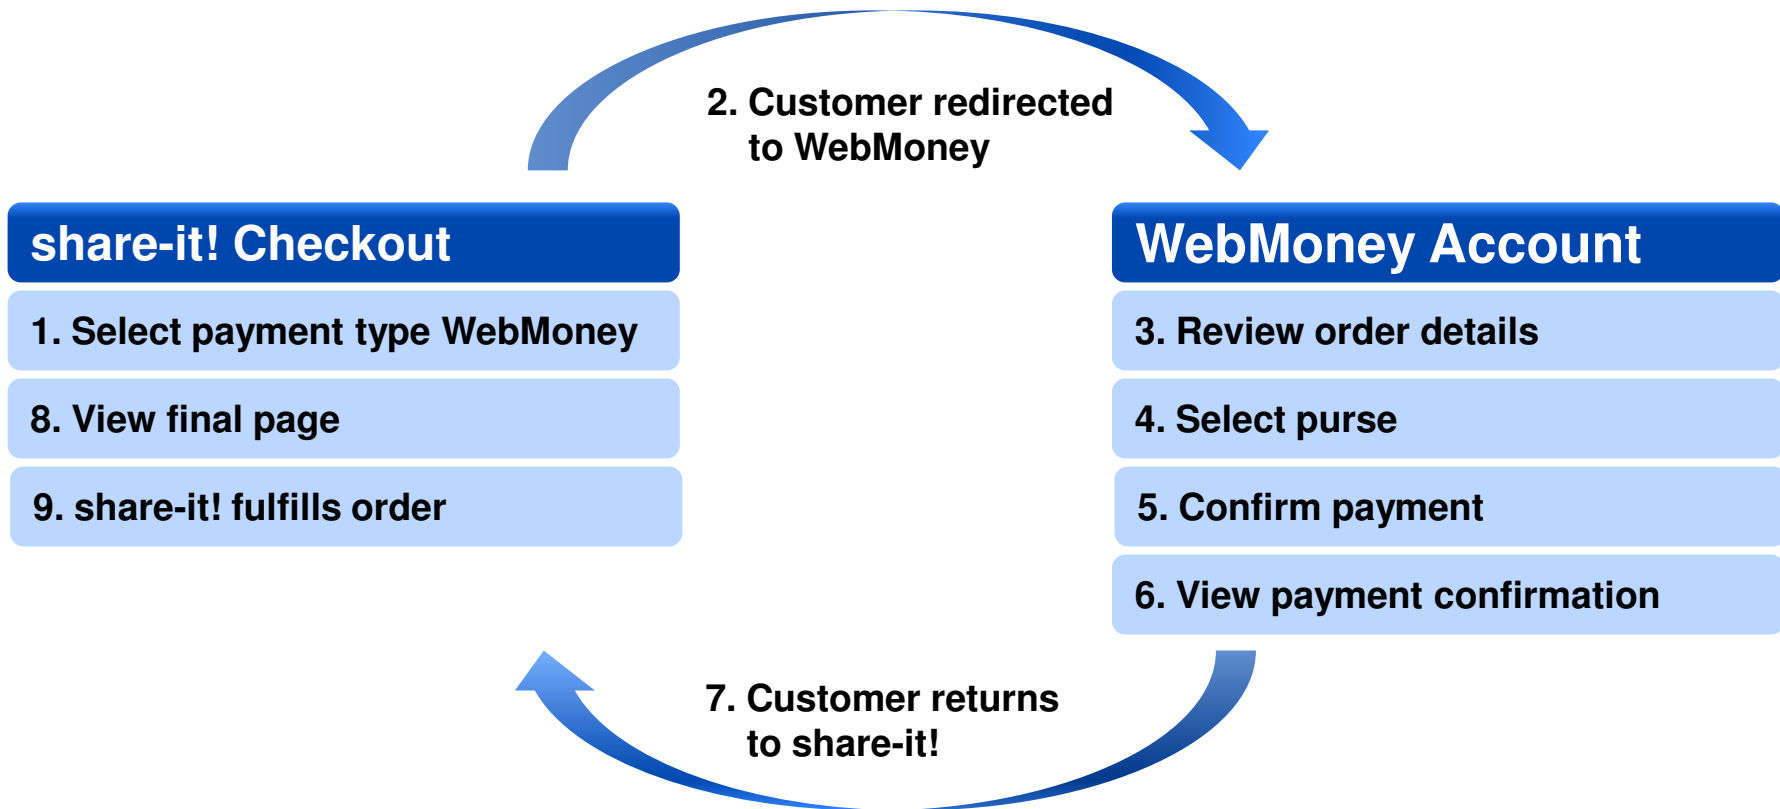 2. Customer redirected
to WebMoney
share-it! Checkout
1. Select payment type WebMoney
8. View final page
9. share-it! fulfills order
WebMoney Account
3. Review order details
4. Select purse
5. Confirm payment
6. View payment confirmation
7. Customer returns
to share-it!